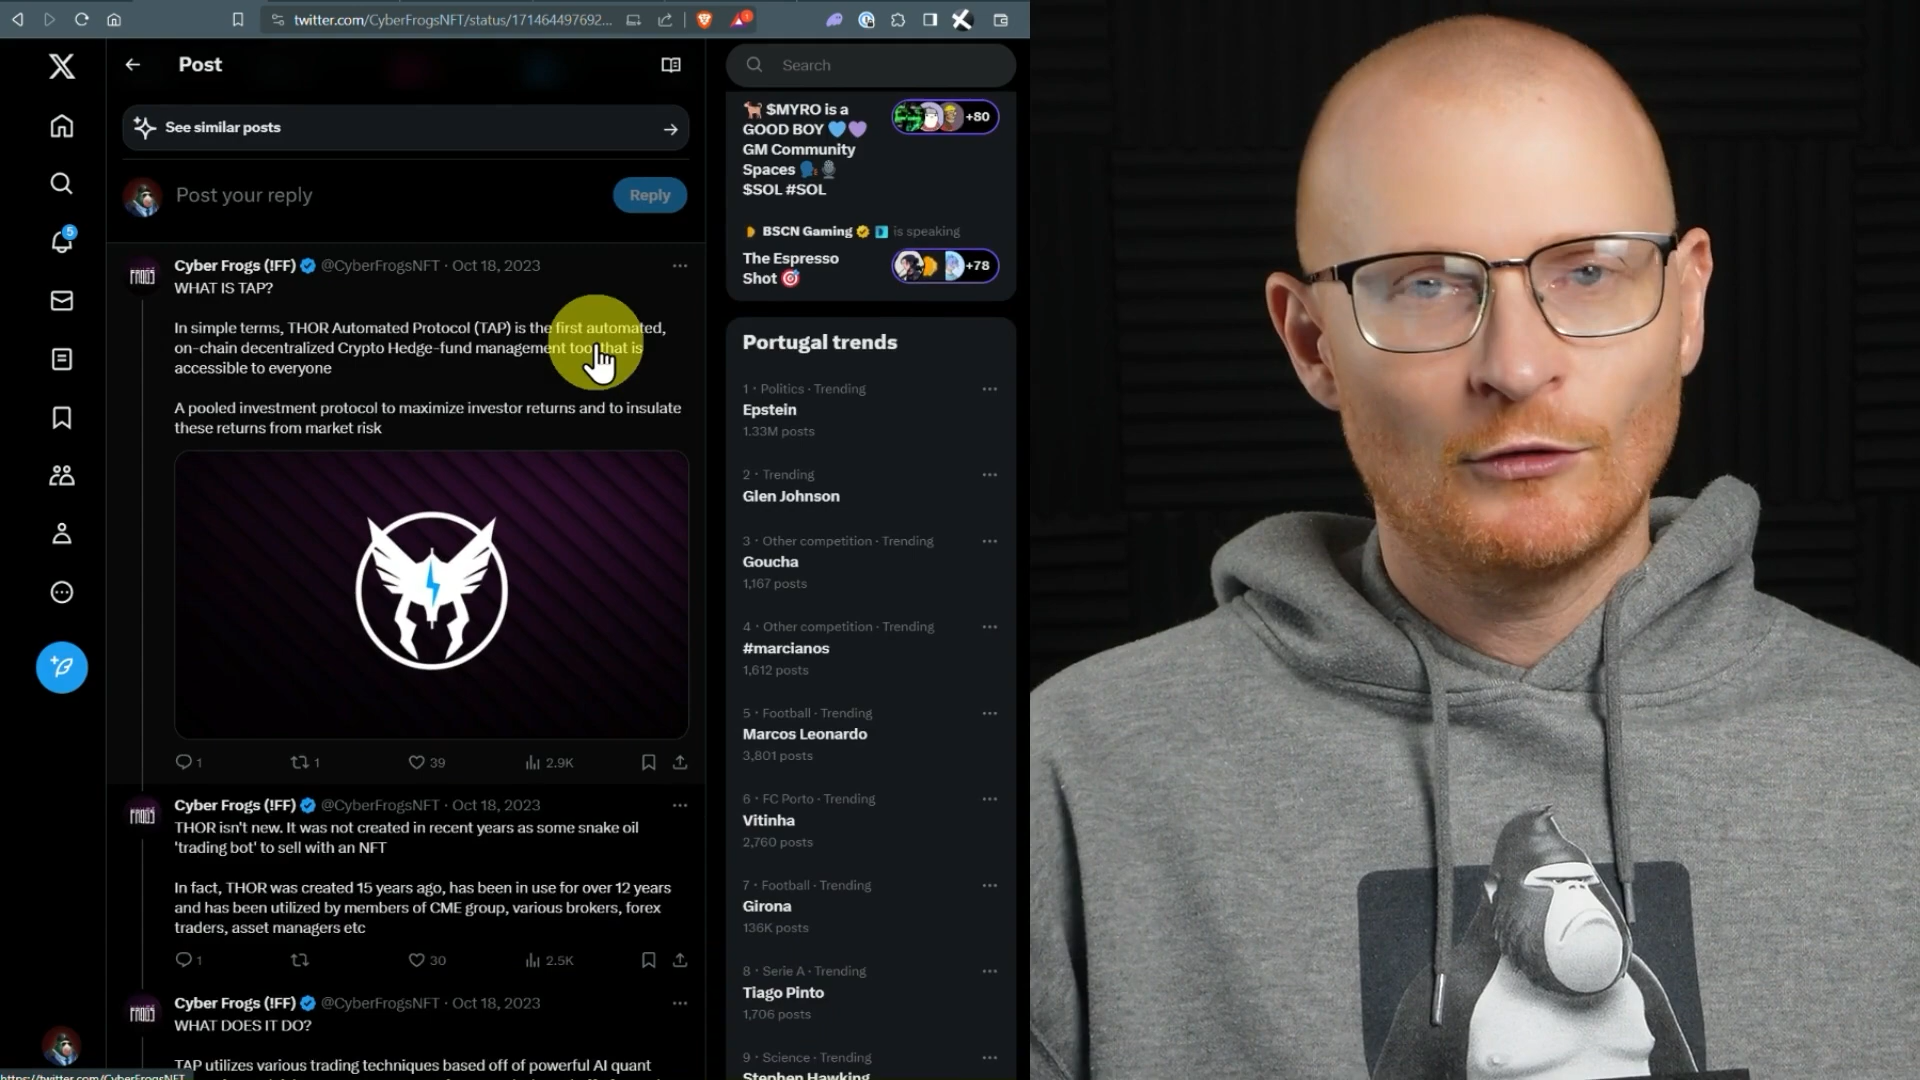 twitter.com/CyberFrogsNFT/status/171464497692...
Post
Search
See similar posts
Post your reply
Reply
5
$MYRO is a
GOOD BOY 💙💜
GM Community
Spaces 🗣️🎙️
$SOL #SOL
+80
BSCN Gaming is speaking
The Espresso
Shot 🎯
+78
Cyber Frogs (!FF) @CyberFrogsNFT · Oct 18, 2023
WHAT IS TAP?
In simple terms, THOR Automated Protocol (TAP) is the first automated,
on-chain decentralized Crypto Hedge-fund management tool that is
accessible to everyone
A pooled investment protocol to maximize investor returns and to insulate
these returns from market risk
1 1 39 2.9K
FROGS
Cyber Frogs (!FF) @CyberFrogsNFT · Oct 18, 2023
THOR isn't new. It was not created in recent years as some snake oil
'trading bot' to sell with an NFT
In fact, THOR was created 15 years ago, has been in use for over 12 years
and has been utilized by members of CME group, various brokers, forex
traders, asset managers etc
1 30 2.5K
FROGS
Cyber Frogs (!FF) @CyberFrogsNFT · Oct 18, 2023
WHAT DOES IT DO?
TAP utilizes various trading techniques based off of powerful AI quant
FROGS
https://twitter.com/CyberFrogsNFT
Portugal trends
1 · Politics · Trending
Epstein
1.33M posts
2 · Trending
Glen Johnson
3 · Other competition · Trending
Goucha
1,167 posts
4 · Other competition · Trending
#marcianos
1,612 posts
5 · Football · Trending
Marcos Leonardo
3,801 posts
6 · FC Porto · Trending
Vitinha
2,760 posts
7 · Football · Trending
Girona
136K posts
8 · Serie A · Trending
Tiago Pinto
1,706 posts
9 · Science · Trending
Stephen Hawking